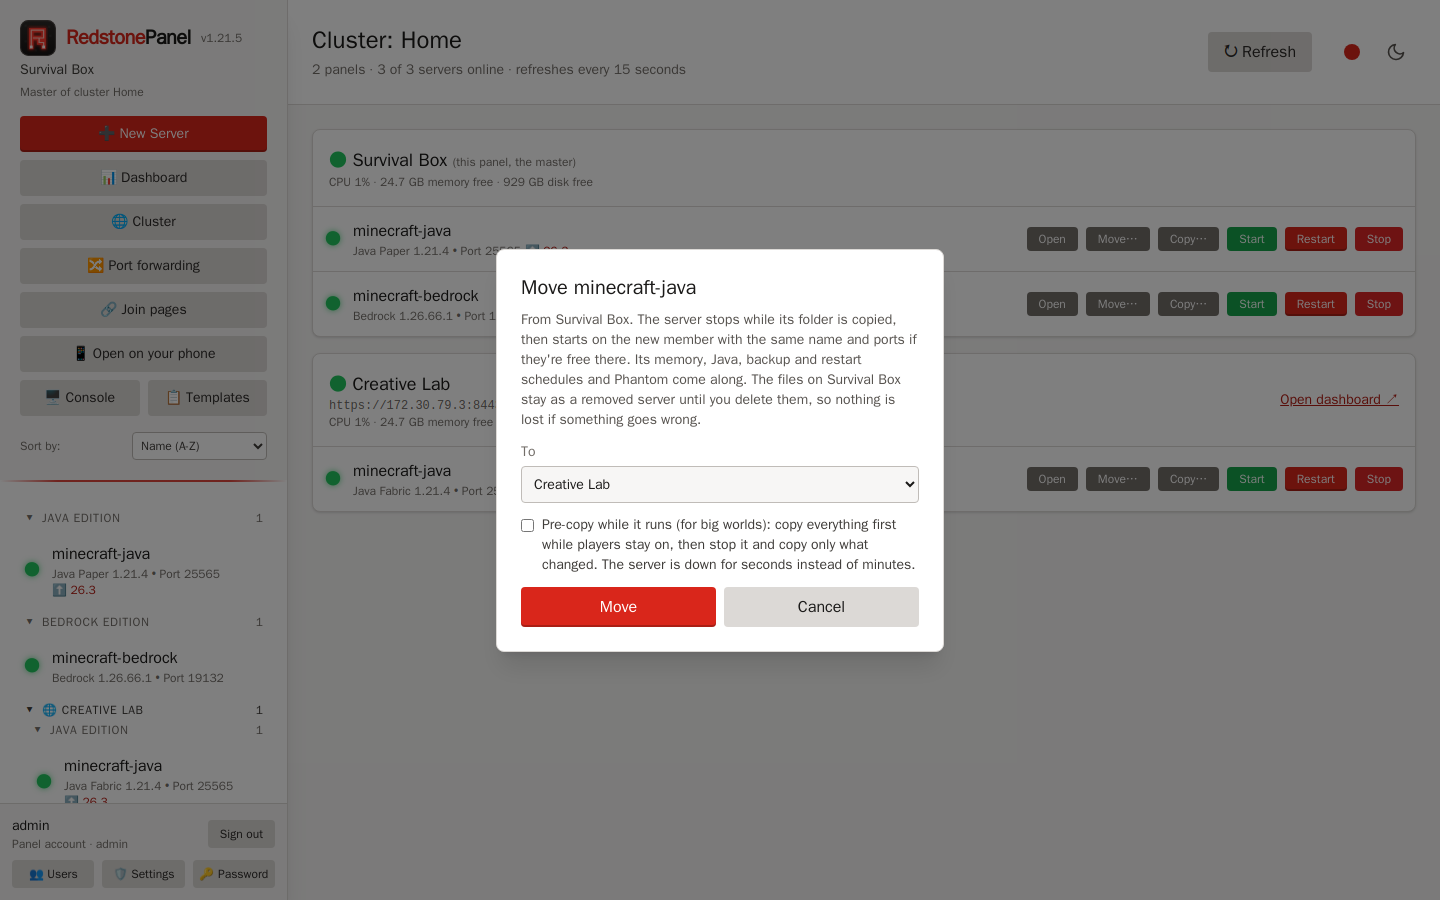 RedstonePanel v1.21.5
Survival Box
Master of cluster Home
New Server
Dashboard
Cluster
Port forwarding
Join pages
Open on your phone
Console
Templates
Sort by:
Name (A-Z)
JAVA EDITION 1
minecraft-java
Java Paper 1.21.4 • Port 25565
26.3
BEDROCK EDITION 1
minecraft-bedrock
Bedrock 1.26.66.1 • Port 19132
CREATIVE LAB 1
JAVA EDITION 1
minecraft-java
Java Fabric 1.21.4 • Port 25565
26.3
admin
Panel account · admin
Sign out
Users
Settings
Password
Cluster: Home
2 panels · 3 of 3 servers online · refreshes every 15 seconds
Refresh
Survival Box (this panel, the master)
CPU 1% · 24.7 GB memory free · 929 GB disk free
minecraft-java
Java Paper 1.21.4 • Port 25565 26.3
Open Move··· Copy··· Start Restart Stop
minecraft-bedrock
Bedrock 1.26.66.1 • Port 1
Open Move··· Copy··· Start Restart Stop
Creative Lab
https://172.30.79.3:844
CPU 1% · 24.7 GB memory free
Open dashboard ↗
minecraft-java
Java Fabric 1.21.4 • Port 2
Open Move··· Copy··· Start Restart Stop
Move minecraft-java
From Survival Box. The server stops while its folder is copied,
then starts on the new member with the same name and ports if
they're free there. Its memory, Java, backup and restart
schedules and Phantom come along. The files on Survival Box
stay as a removed server until you delete them, so nothing is
lost if something goes wrong.
To
Creative Lab
Pre-copy while it runs (for big worlds): copy everything first
while players stay on, then stop it and copy only what
changed. The server is down for seconds instead of minutes.
Move
Cancel